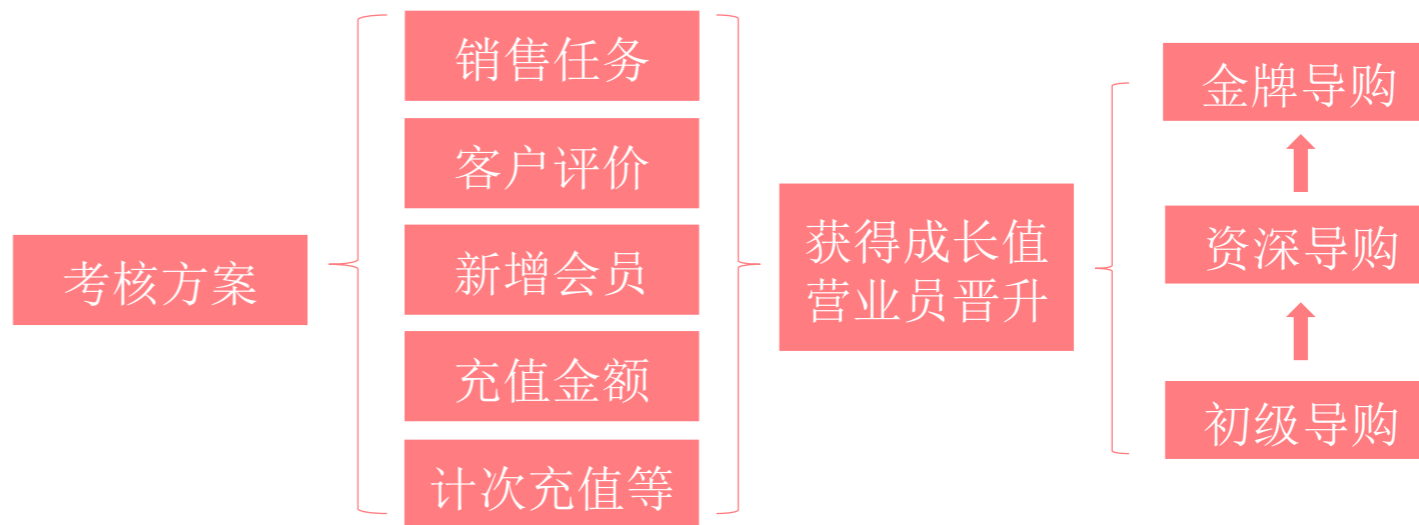 考核方案
销售任务
客户评价
新增会员
充值金额
计次充值等
获得成长值
营业员晋升
金牌导购
资深导购
初级导购